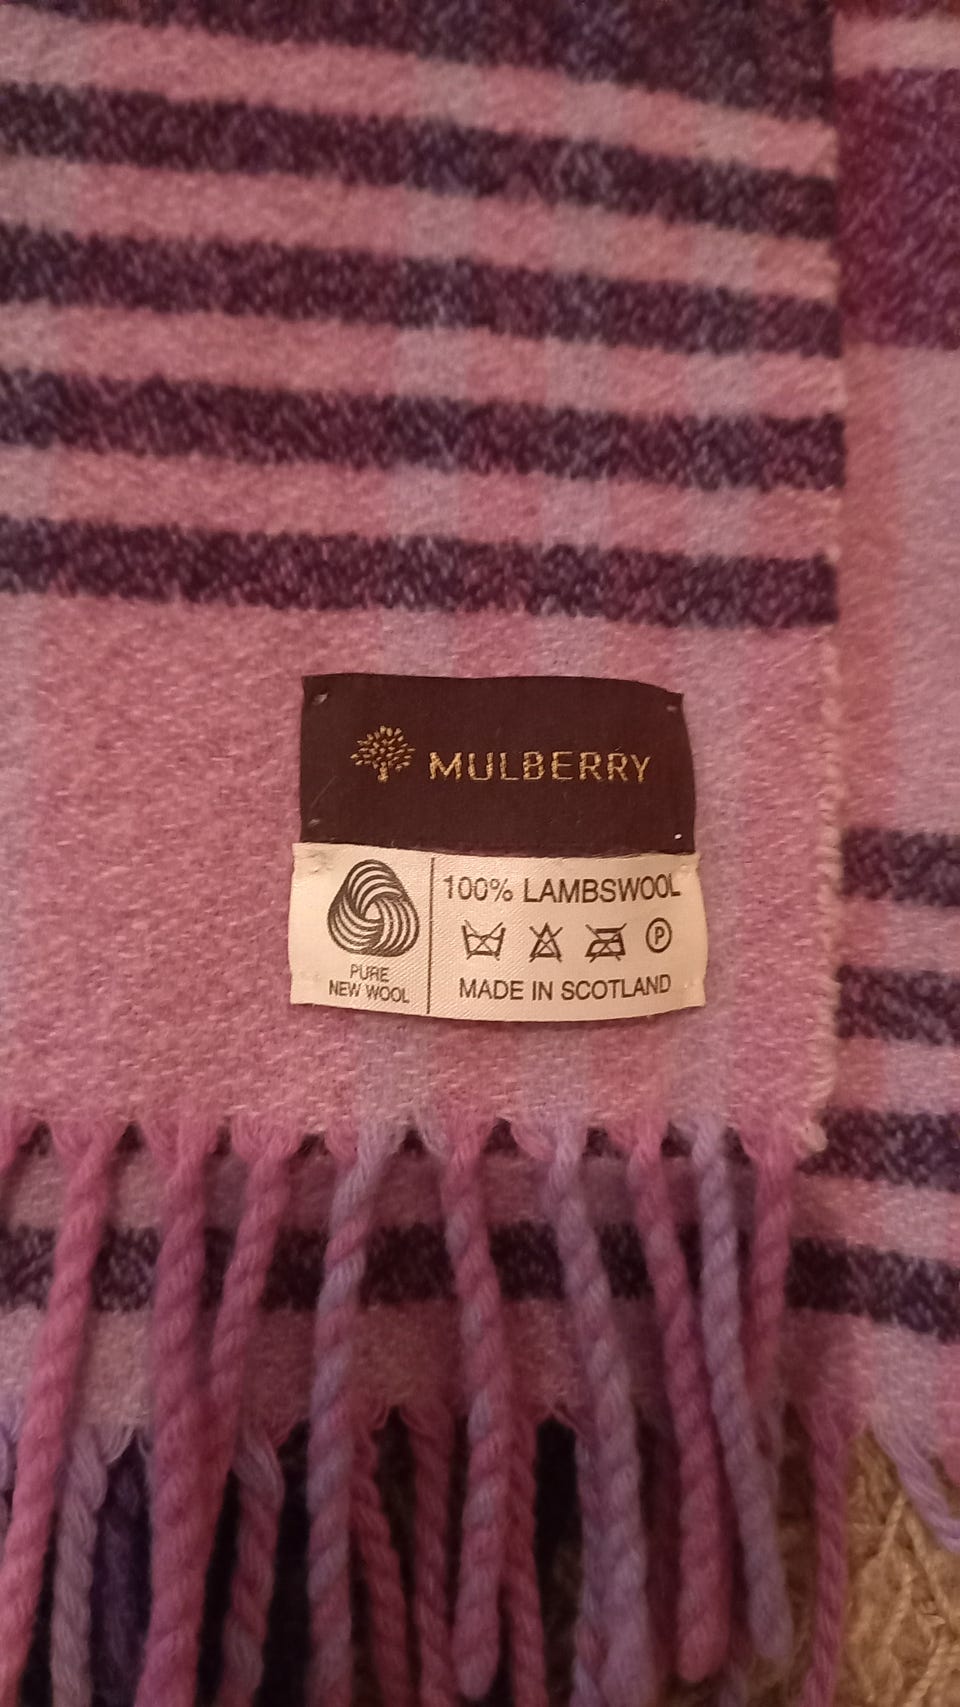 MULBERRY
PURE
NEW WOOL
100% LAMBSWOOL
P
MADE IN SCOTLAND